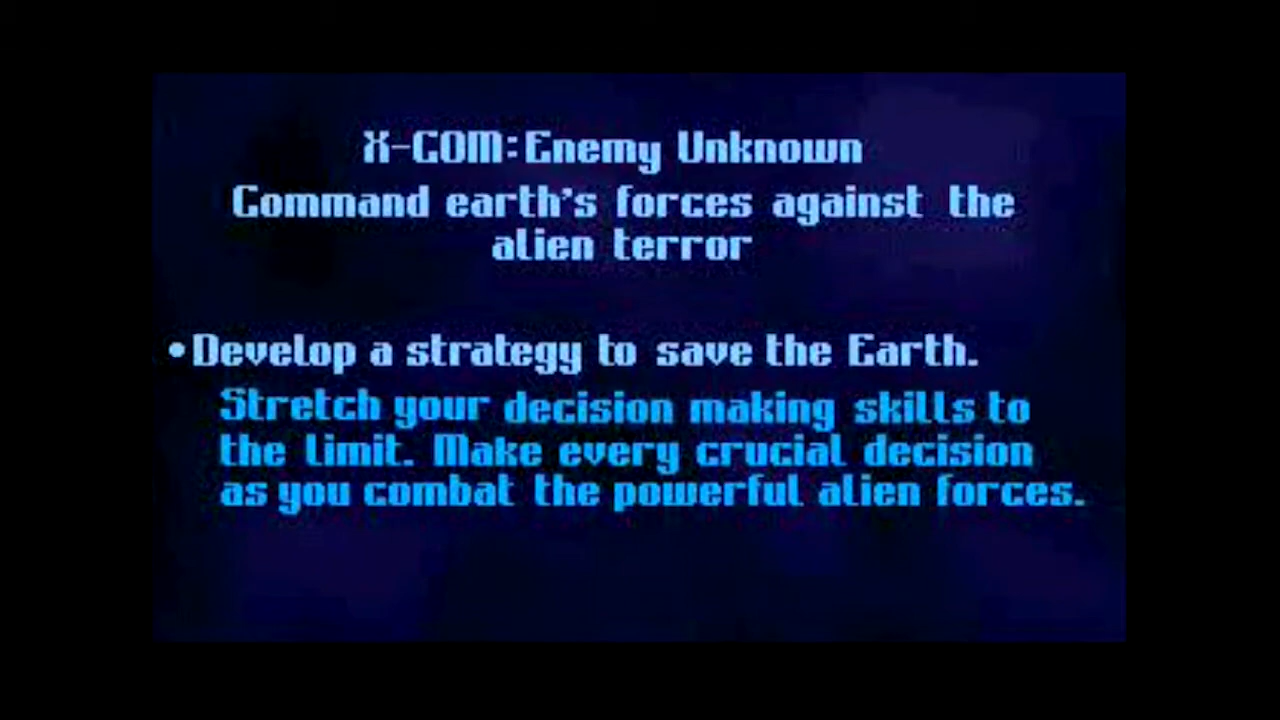 X-COM: Enemy Unknown
Command earth's forces against the
alien terror
•Develop a strategy to save the Earth.
Stretch your decision making skills to
the limit. Make every crucial decision
as you combat the powerful alien forces.